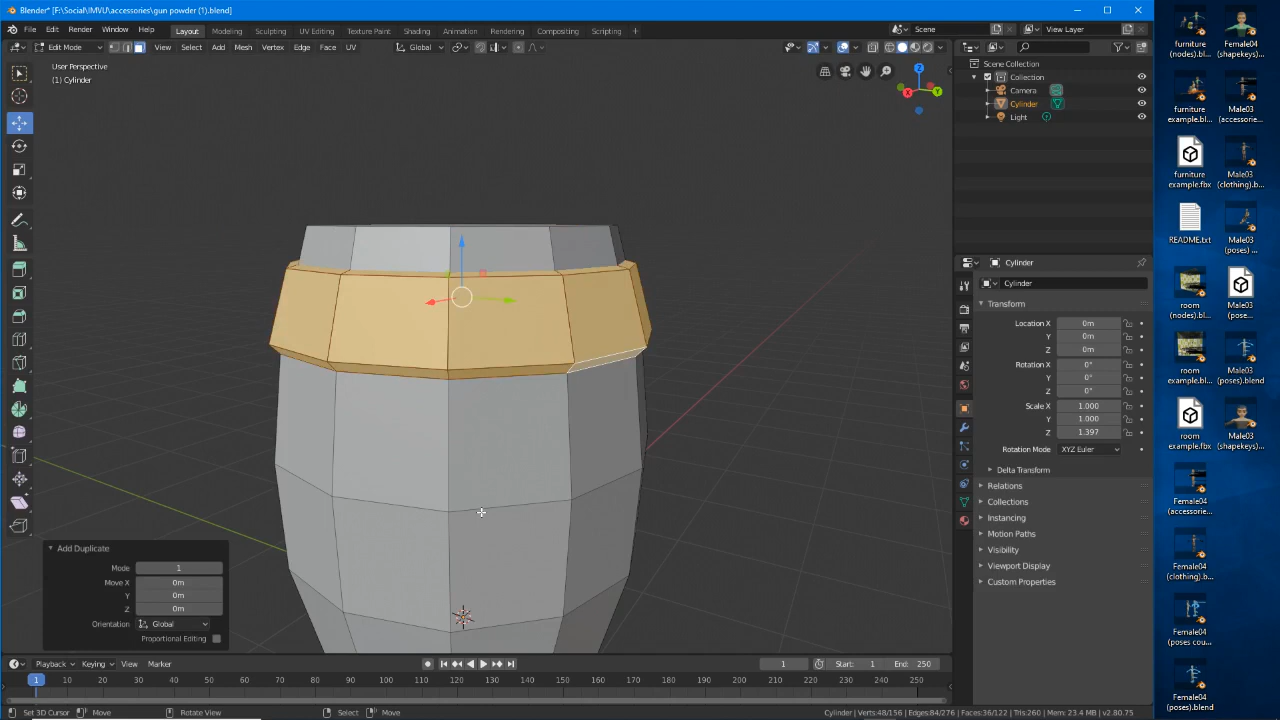 Blender* [F:\Social\IMVU\accessories\gun powder (1).blend]
File Edit Render Window Help Layout Modeling Sculpting UV Editing Texture Paint Shading Animation Rendering Compositing Scripting + Scene View Layer
Edit Mode View Select Add Mesh Vertex Edge Face UV Global
User Perspective
(1) Cylinder
Z
X
Y
Scene Collection
Collection
Camera
Cylinder
Light
Cylinder
Cylinder
Transform
Location X 0m
Y 0m
Z 0m
Rotation X 0°
Y 0°
Z 0°
Scale X 1.000
Y 1.000
Z 1.397
Rotation Mode XYZ Euler
Delta Transform
Relations
Collections
Instancing
Motion Paths
Visibility
Viewport Display
Custom Properties
Add Duplicate
Mode 1
Move X 0m
Y 0m
Z 0m
Orientation Global
Proportional Editing
Playback Keying View Marker 1 Start: 1 End: 250
1 10 20 30 40 50 60 70 80 90 100 110 120 130 140 150 160 170 180 190 200 210 220 230 240 250
Set 3D Cursor Move Rotate View Select Move Cylinder | Verts:48/156 | Edges:84/276 | Faces:36/122 | Tris:260 | Mem: 23.4 MB | v2.80.75
furniture
(nodes).bl...
Female04
(shapekeys)...
furniture
example.bl...
Male03
(accessorie...
furniture
example.fbx
Male03
(clothing).b...
README.txt
Male03
(poses) ...
room
(nodes).bl...
Male03
(pose...
room
example.bl...
Male03
(poses).blend
room
example.fbx
Male03
(shapekeys)...
Female04
(accessorie...
Female04
(clothing).b...
Female04
(poses cou...
Female04
(poses).blend